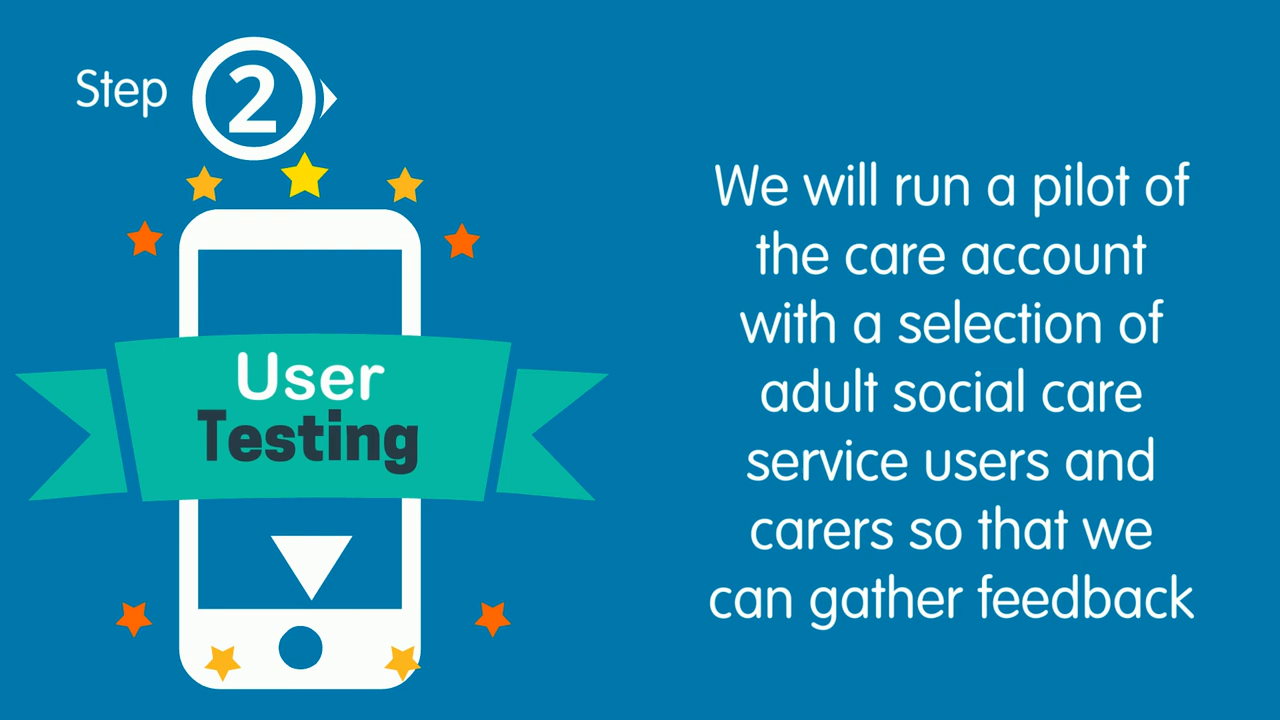 Step 2
User
Testing
We will run a pilot of
the care account
with a selection of
adult social care
service users and
carers so that we
can gather feedback